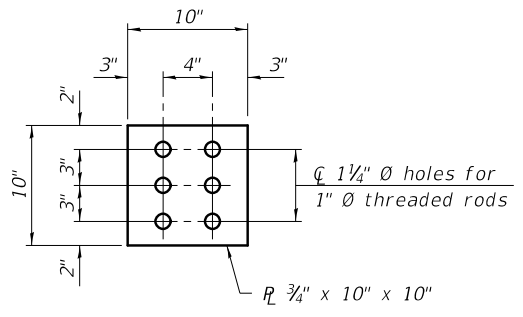 10"
3" 4" 3"
2"
10"
3"
3"
2"
℄ 1¼" Ø holes for
1" Ø threaded rods
PL ¾" x 10" x 10"